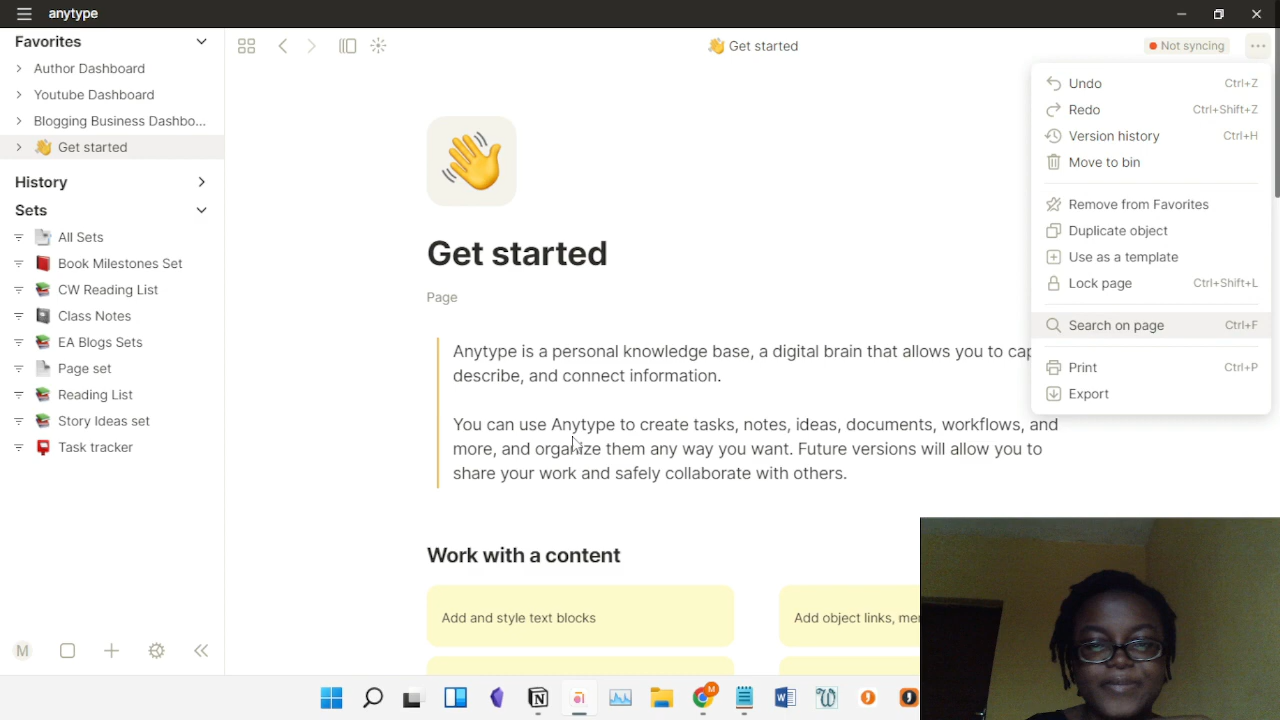 anytype
Favorites
Author Dashboard
Youtube Dashboard
Blogging Business Dashbo...
Get started
History
Sets
All Sets
Book Milestones Set
CW Reading List
Class Notes
EA Blogs Sets
Page set
Reading List
Story Ideas set
Task tracker
M
Get started
Not syncing
Get started
Page
Anytype is a personal knowledge base, a digital brain that allows you to cap
describe, and connect information.
You can use Anytype to create tasks, notes, ideas, documents, workflows, and
more, and organize them any way you want. Future versions will allow you to
share your work and safely collaborate with others.
Work with a content
Add and style text blocks
Add object links, me
Undo Ctrl+Z
Redo Ctrl+Shift+Z
Version history Ctrl+H
Move to bin
Remove from Favorites
Duplicate object
Use as a template
Lock page Ctrl+Shift+L
Search on page Ctrl+F
Print Ctrl+P
Export